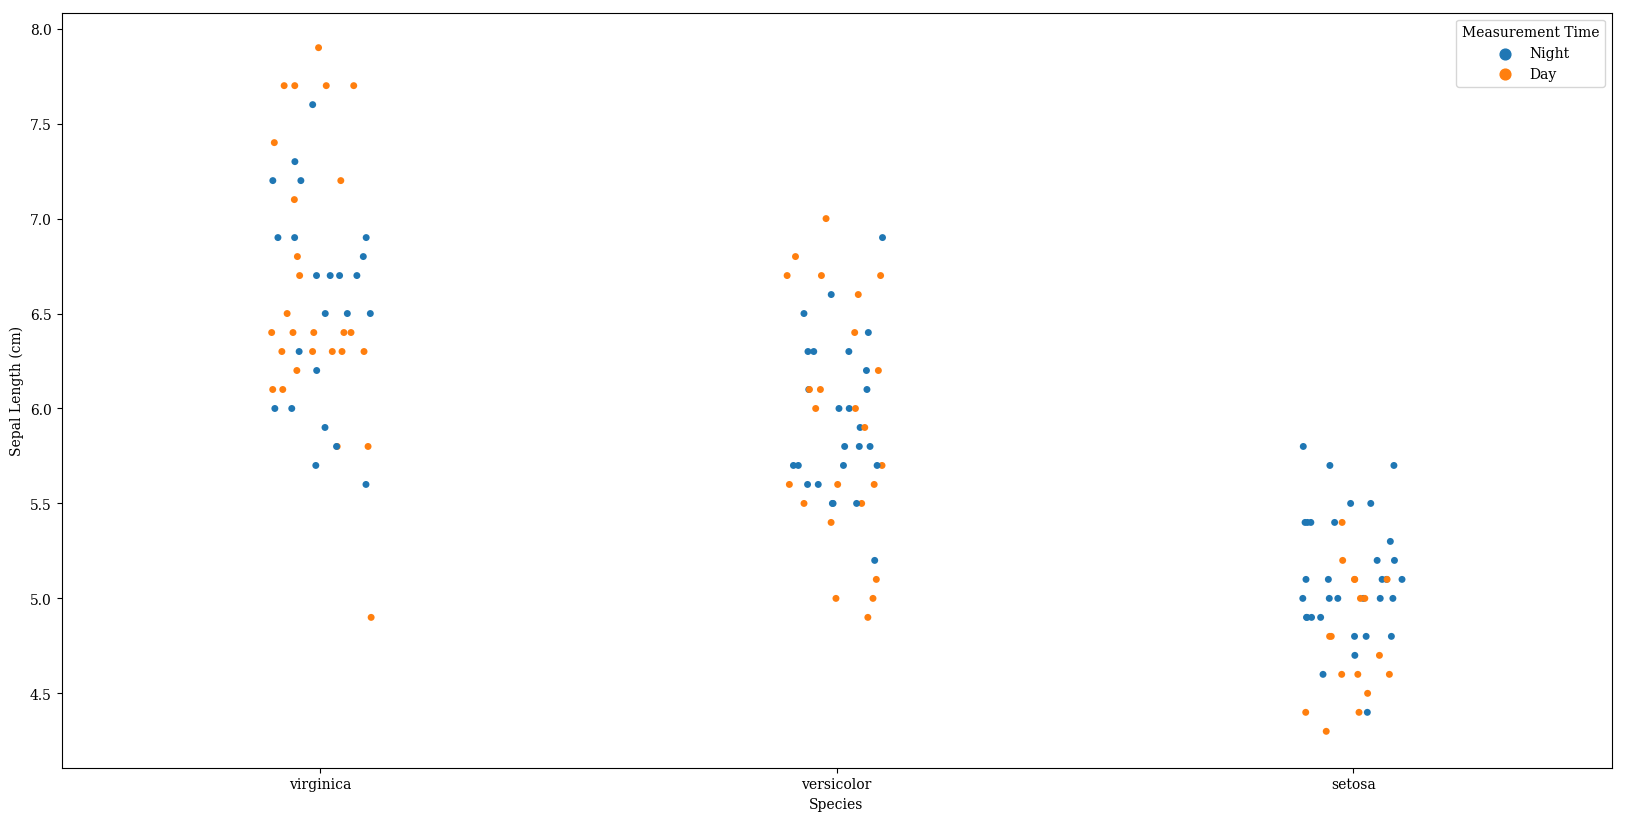 Measurement Time
Night
Day
8.0
7.5
7.0
6.5
6.0
5.5
5.0
4.5
Sepal Length (cm)
virginica
versicolor
setosa
Species